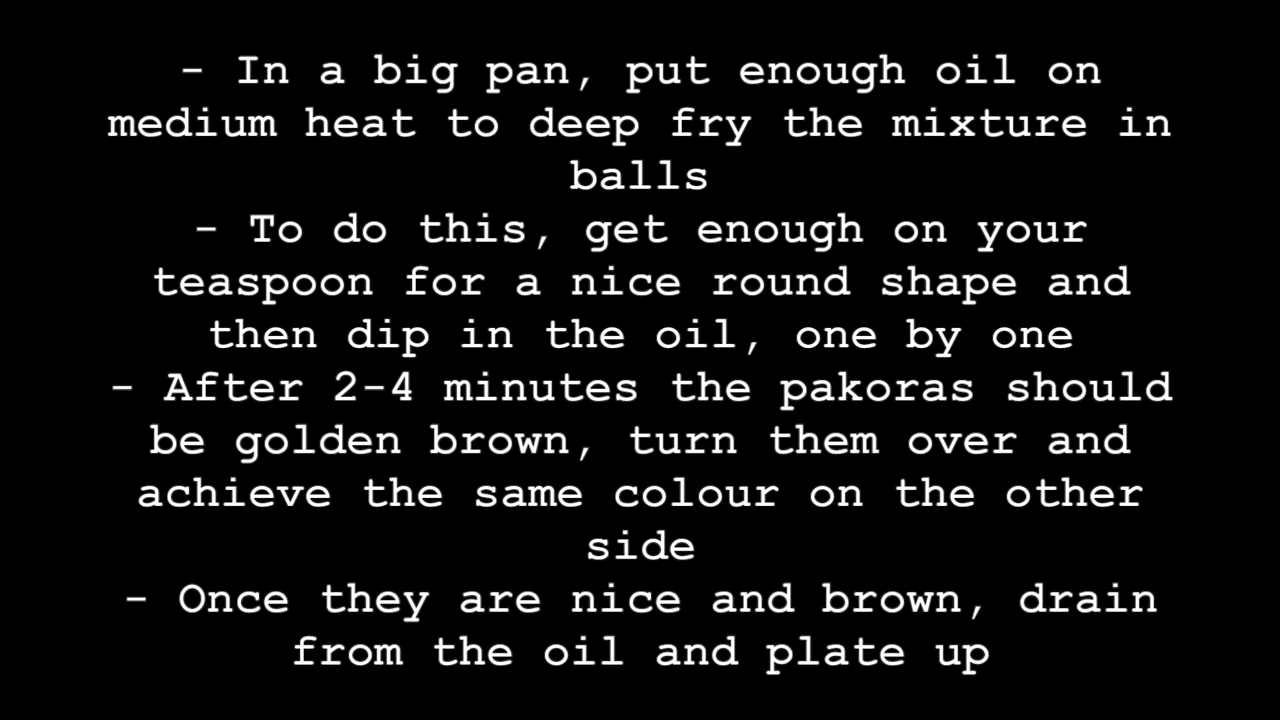 - In a big pan, put enough oil on
medium heat to deep fry the mixture in
balls
- To do this, get enough on your
teaspoon for a nice round shape and
then dip in the oil, one by one
- After 2-4 minutes the pakoras should
be golden brown, turn them over and
achieve the same colour on the other
side
- Once they are nice and brown, drain
from the oil and plate up